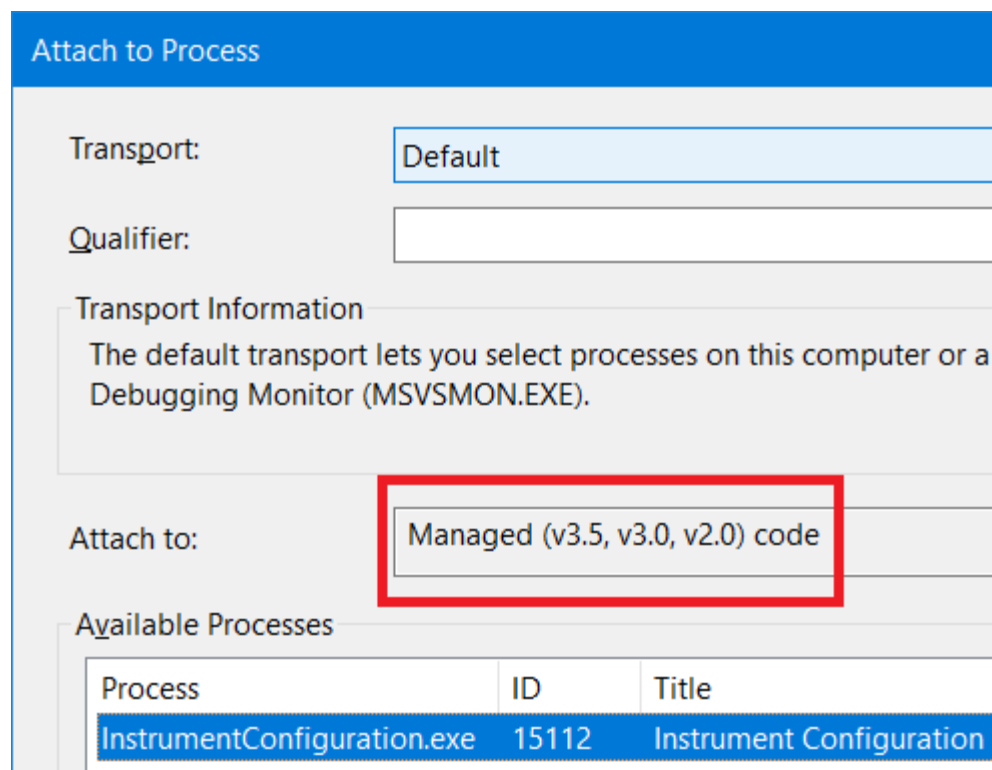 Attach to Process
Transport:
Default
Qualifier:
Transport Information
The default transport lets you select processes on this computer or a
Debugging Monitor (MSVSMON.EXE).
Attach to:
Managed (v3.5, v3.0, v2.0) code
Available Processes
Process ID Title
InstrumentConfiguration.exe 15112 Instrument Configuration